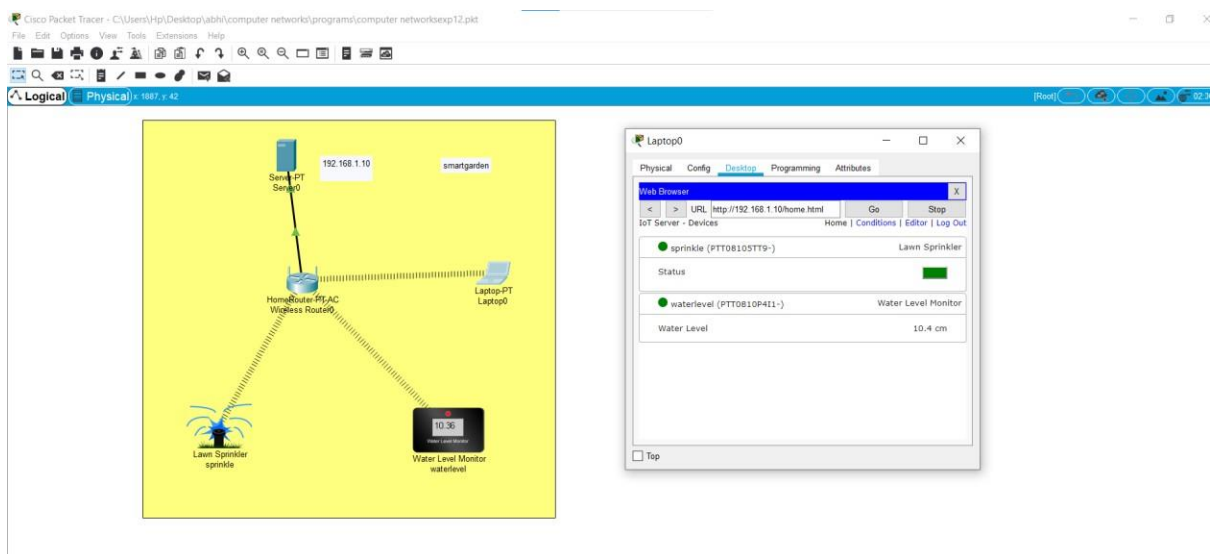 Cisco Packet Tracer - C:\Users\Hp\Desktop\abhi\computer networks\programs\computer networksexp12.pkt
File Edit Options View Tools Extensions Help
Logical Physical x: 1887, y: 42 [Root]
192.168.1.10
smartgarden
Server-PT
Server0
HomeRouter-PT-AC
Wireless Router0
Laptop-PT
Laptop0
Lawn Sprinkler
sprinkle
10.36
Water Level Monitor
Water Level Monitor
waterlevel
Laptop0
Physical Config Desktop Programming Attributes
Web Browser X
< > URL http://192.168.1.10/home.html Go Stop
IoT Server - Devices Home | Conditions | Editor | Log Out
sprinkle (PTT08105TT9-) Lawn Sprinkler
Status
waterlevel (PTT0810P4I1-) Water Level Monitor
Water Level 10.4 cm
Top